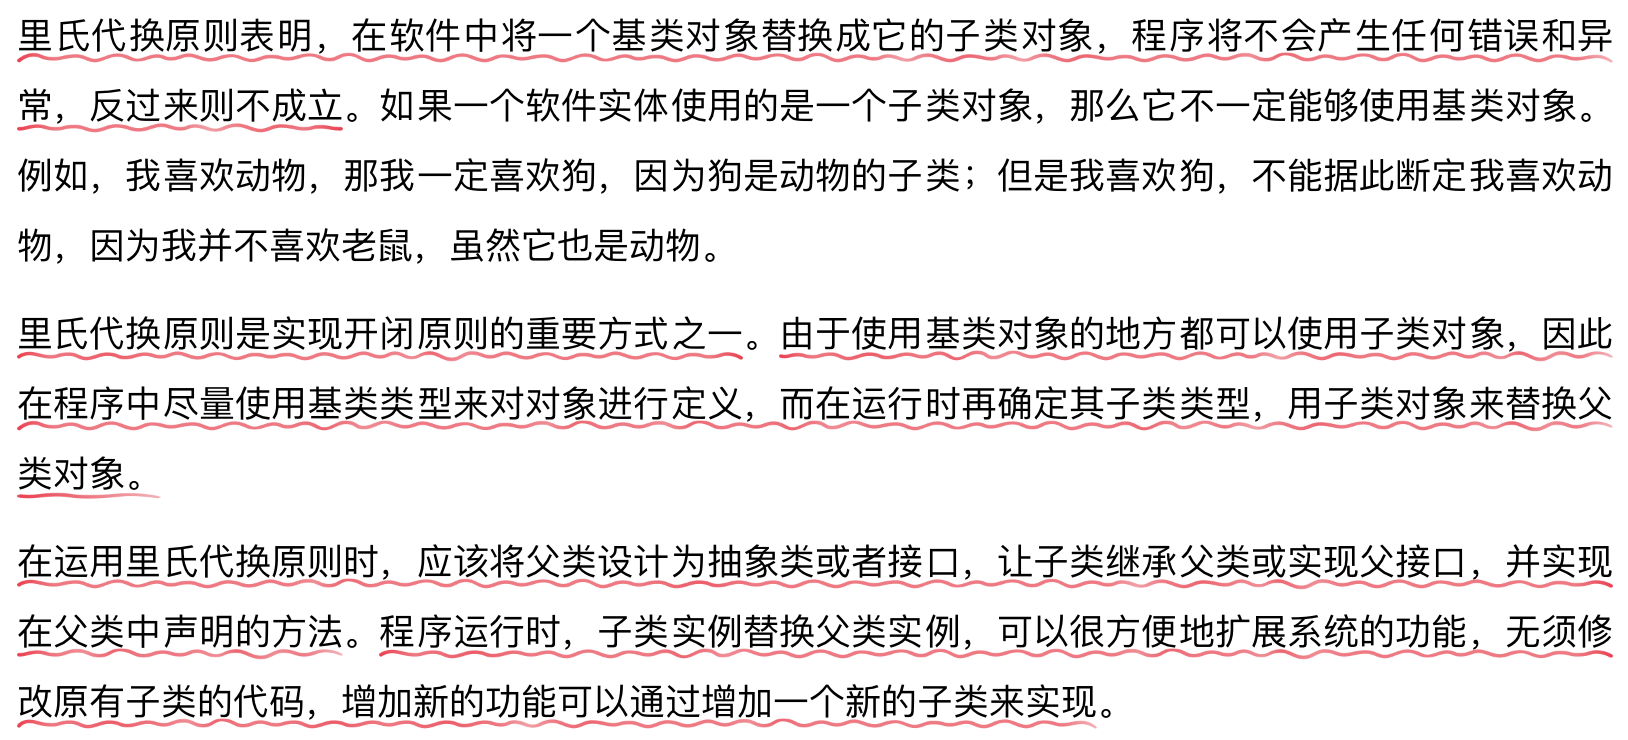 里氏代换原则表明，在软件中将一个基类对象替换成它的子类对象，程序将不会产生任何错误和异
常，反过来则不成立。如果一个软件实体使用的是一个子类对象，那么它不一定能够使用基类对象。
例如，我喜欢动物，那我一定喜欢狗，因为狗是动物的子类；但是我喜欢狗，不能据此断定我喜欢动
物，因为我并不喜欢老鼠，虽然它也是动物。
里氏代换原则是实现开闭原则的重要方式之一。由于使用基类对象的地方都可以使用子类对象，因此
在程序中尽量使用基类类型来对对象进行定义，而在运行时再确定其子类类型，用子类对象来替换父
类对象。
在运用里氏代换原则时，应该将父类设计为抽象类或者接口，让子类继承父类或实现父接口，并实现
在父类中声明的方法。程序运行时，子类实例替换父类实例，可以很方便地扩展系统的功能，无须修
改原有子类的代码，增加新的功能可以通过增加一个新的子类来实现。